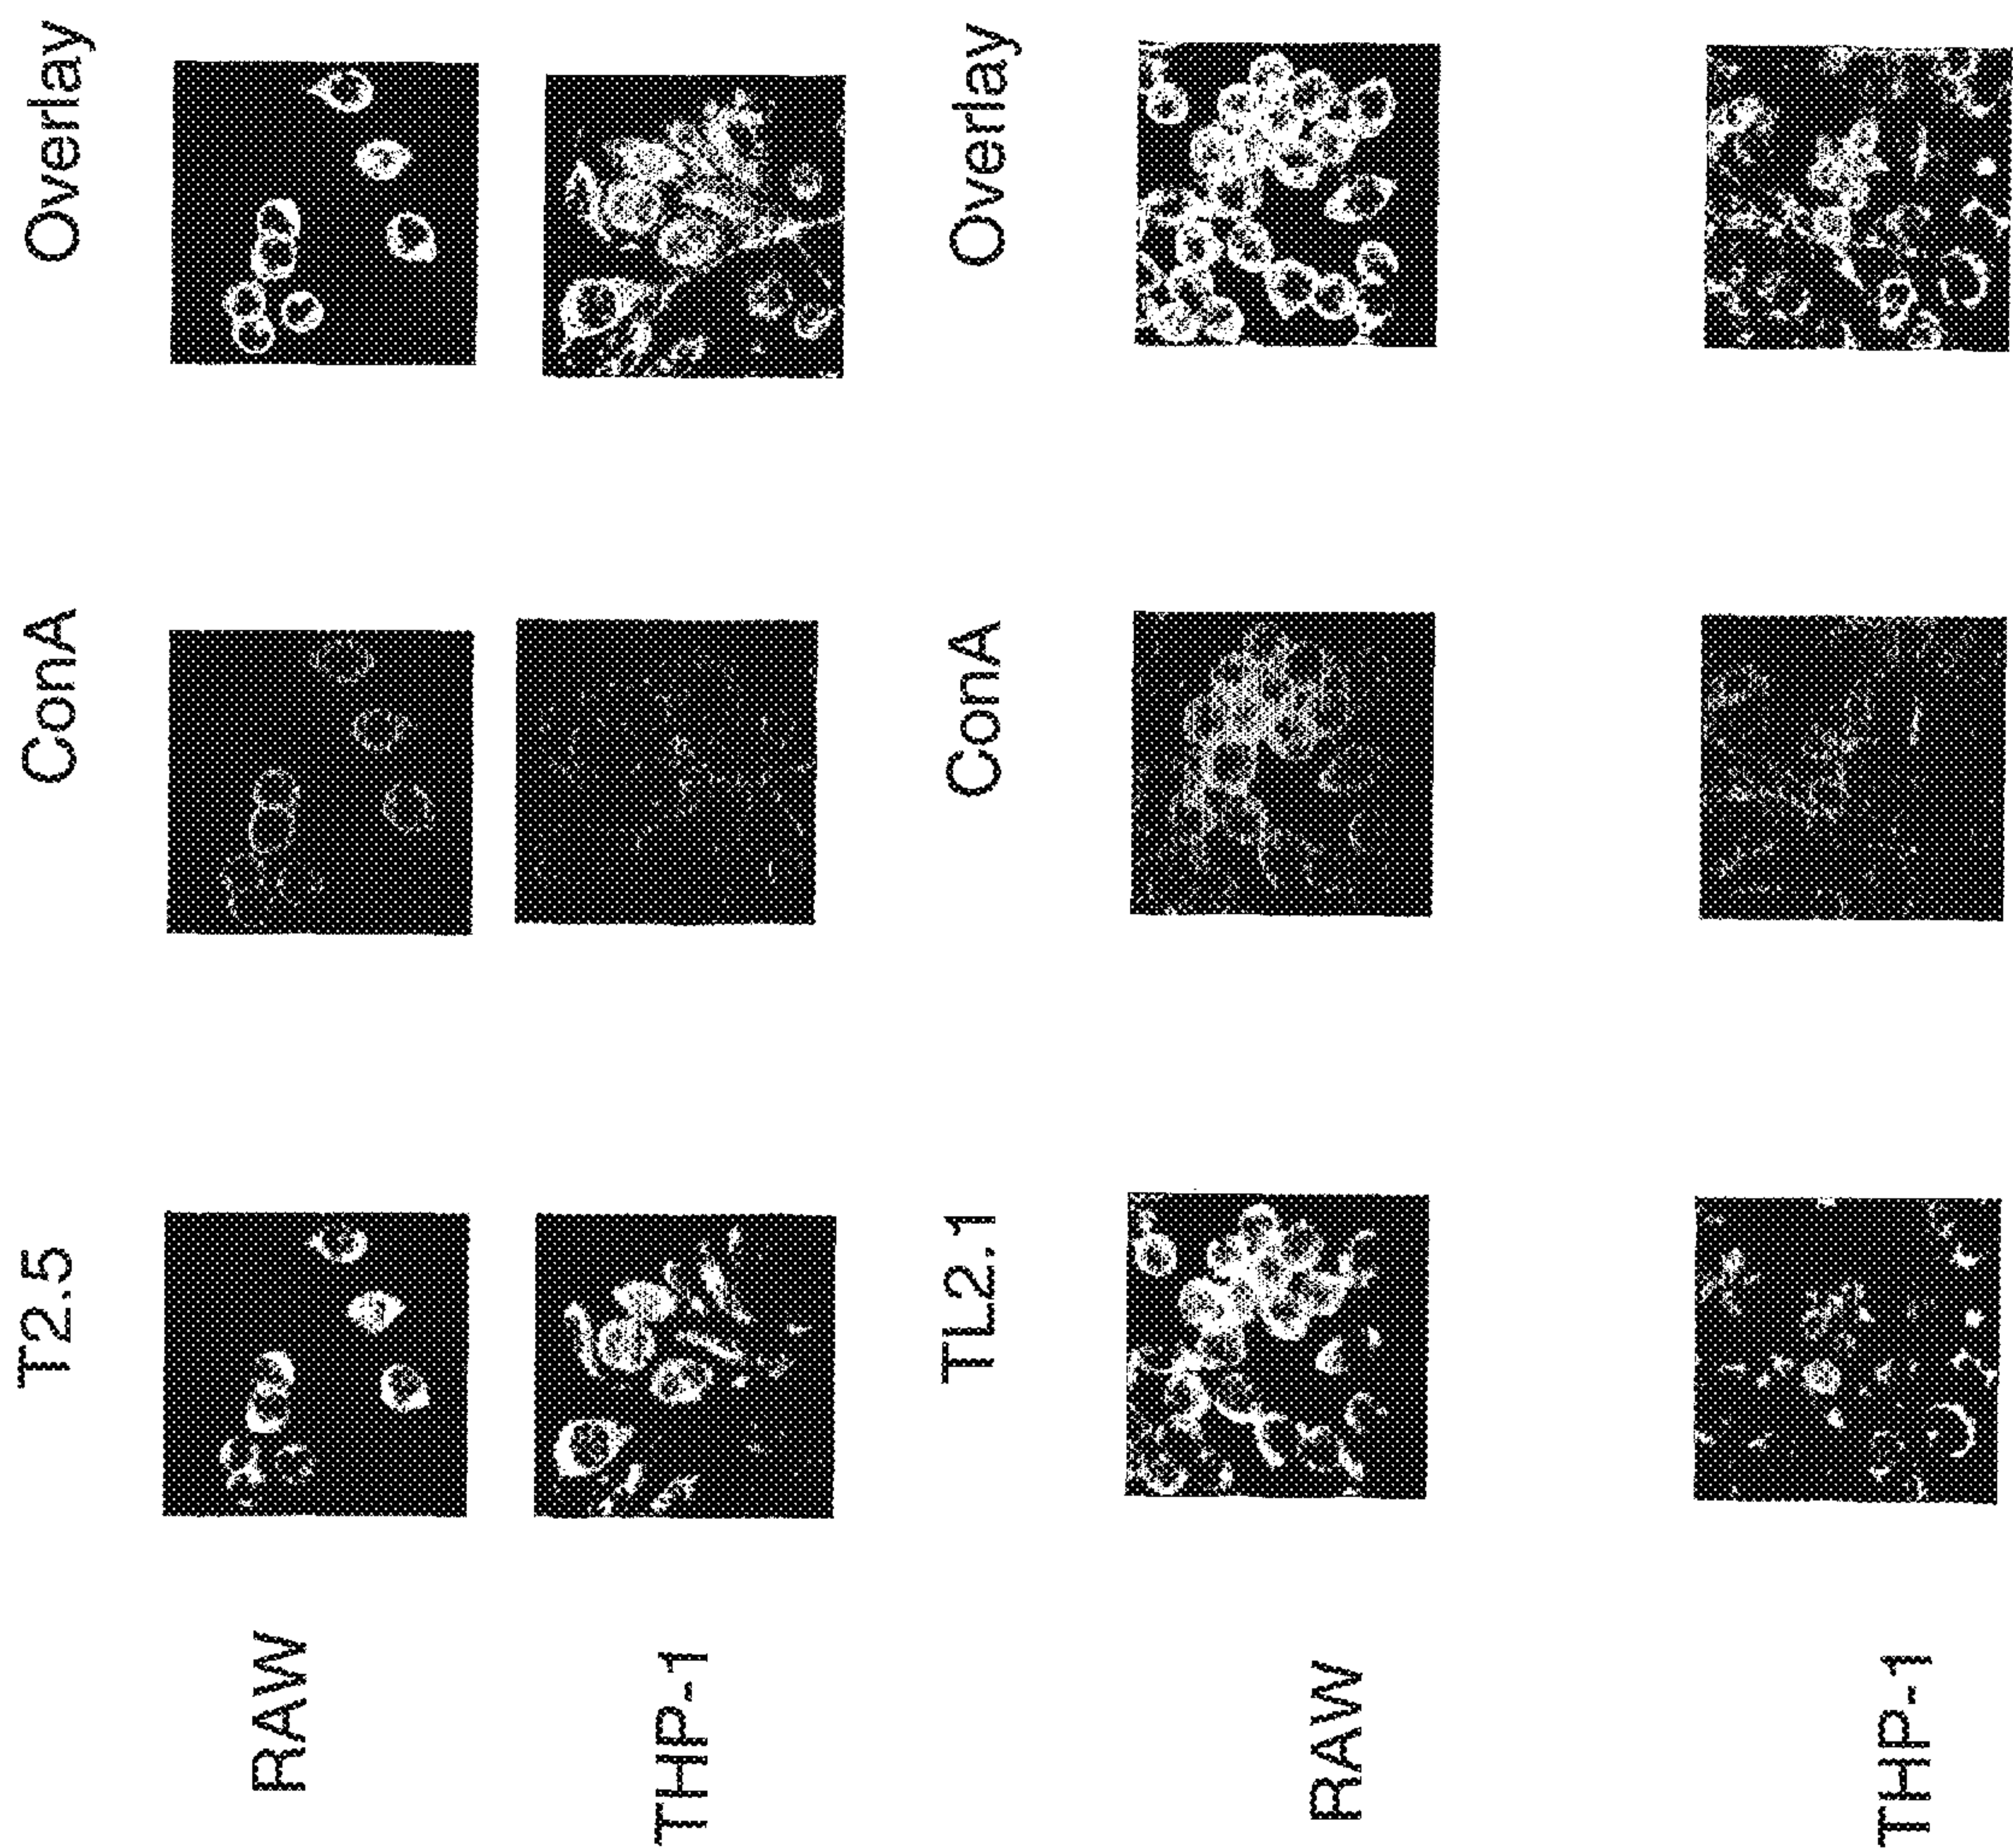 T2.5 ConA Overlay
RAW
THP-1
TL2.1 ConA Overlay
RAW
THP-1